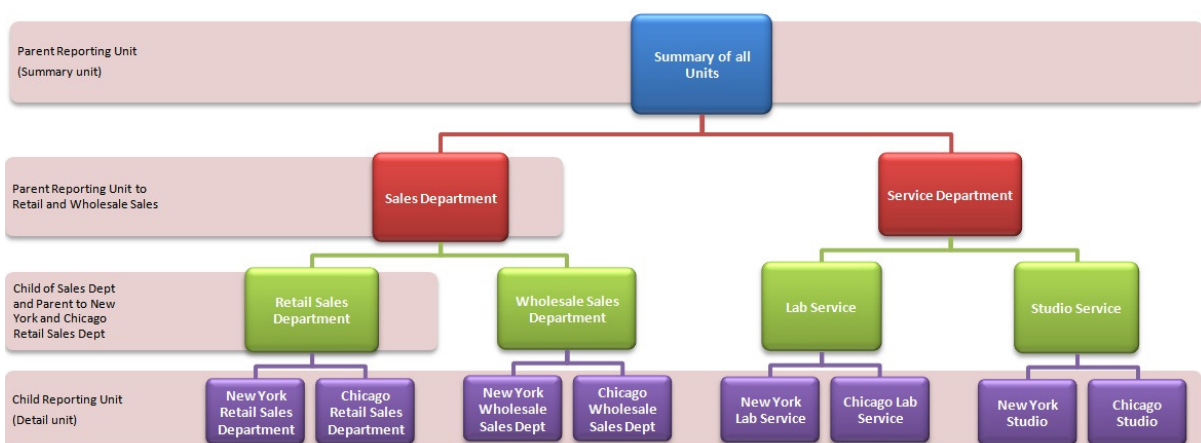 Parent Reporting Unit
(Summary unit)
Summary of all
Units
Parent Reporting Unit to
Retail and Wholesale Sales
Sales Department
Service Department
Child of Sales Dept
and Parent to New
York and Chicago
Retail Sales Dept
Retail Sales
Department
Wholesale Sales
Department
Lab Service
Studio Service
Child Reporting Unit
(Detail unit)
New York
Retail Sales
Department
Chicago
Retail Sales
Department
New York
Wholesale
Sales Dept
Chicago
Wholesale
Sales Dept
New York
Lab Service
Chicago Lab
Service
New York
Studio
Chicago
Studio